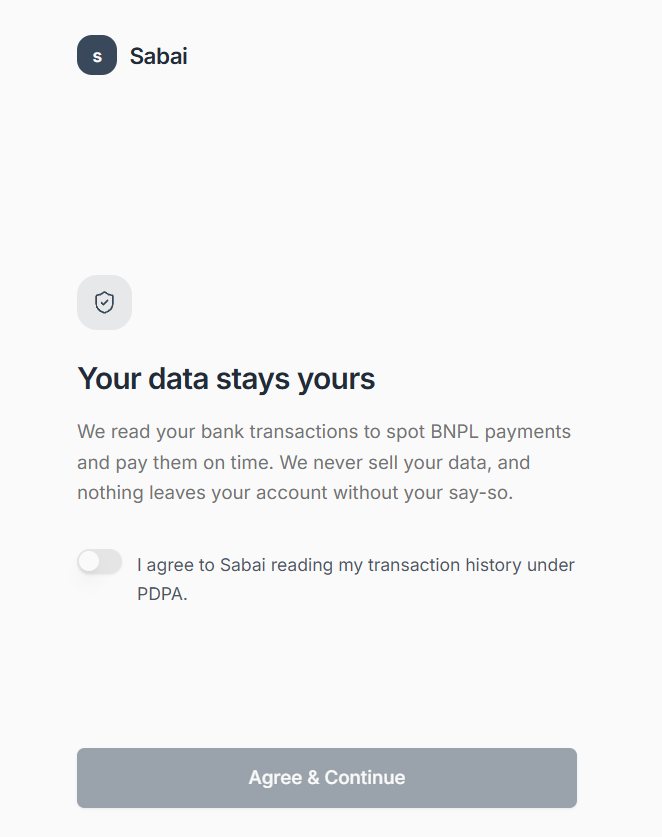 s
Sabai
Your data stays yours
We read your bank transactions to spot BNPL payments
and pay them on time. We never sell your data, and
nothing leaves your account without your say-so.
I agree to Sabai reading my transaction history under
PDPA.
Agree & Continue